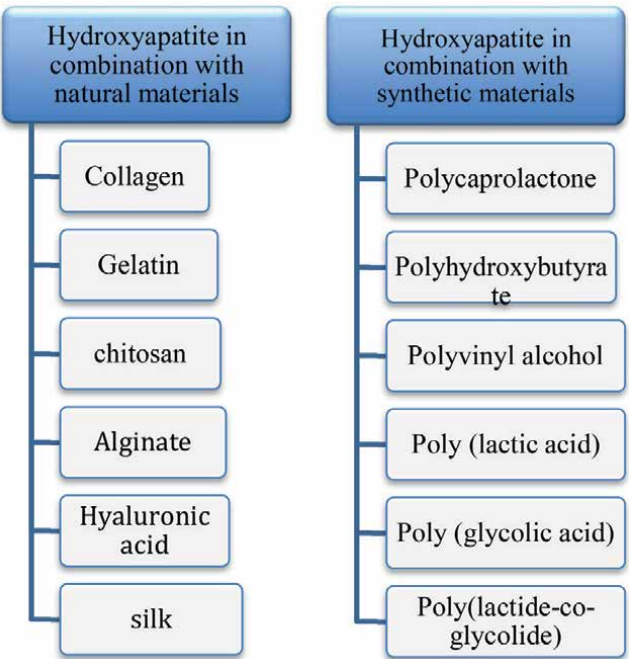 Hydroxyapatite in
combination with
natural materials
Collagen
Gelatin
chitosan
Alginate
Hyaluronic
acid
silk
Hydroxyapatite in
combination with
synthetic materials
Polycaprolactone
Polyhydroxybutyra
te
Polyvinyl alcohol
Poly (lactic acid)
Poly (glycolic acid)
Poly(lactide-co-
glycolide)